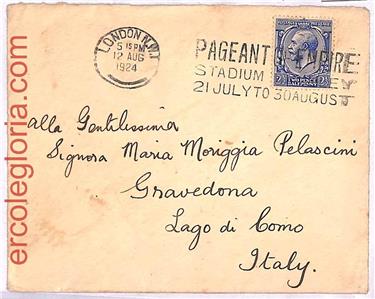 LONDON.N.W.1
5 15 PM
12 AUG
1924
PAGEANT EMPIRE
STADIUM
21 JULY TO 30 AUGUST
alla Gentilissima
Signora Maria Moriggia Pelascini
Gravedona
Lago di Como
Italy.
ercolegloria.com